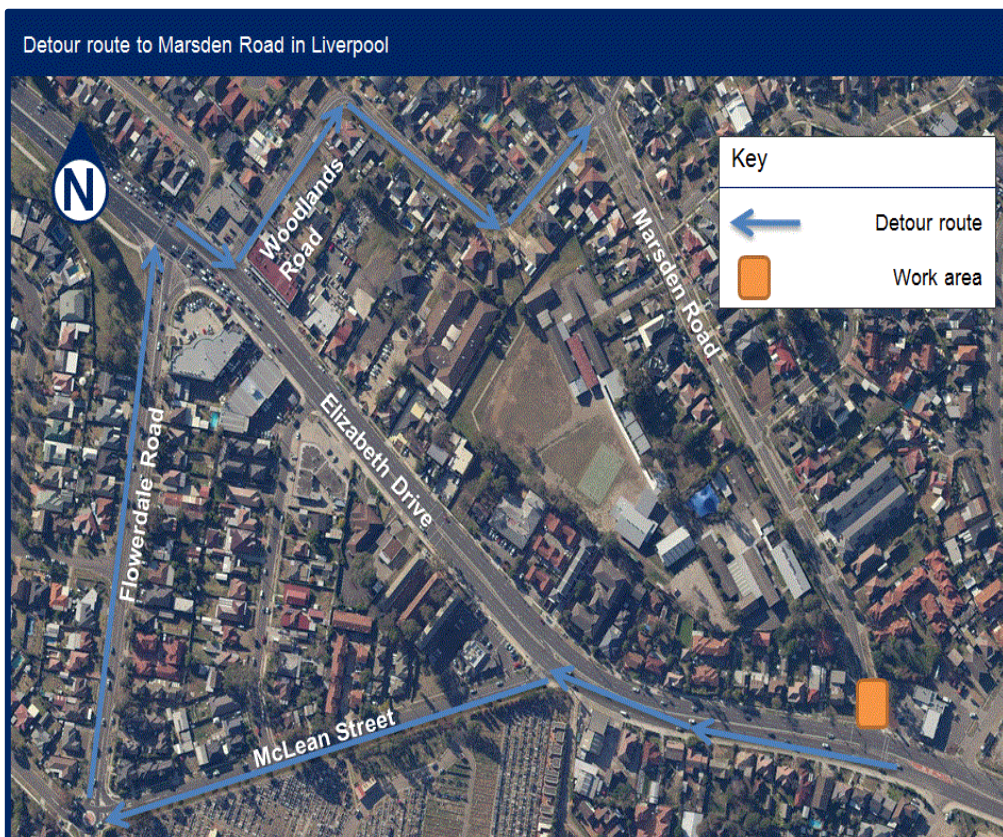 Detour route to Marsden Road in Liverpool
N
Key
Detour route
Work area
Woodlands
Road
Marsden Road
Elizabeth Drive
Flowerdale Road
McLean Street